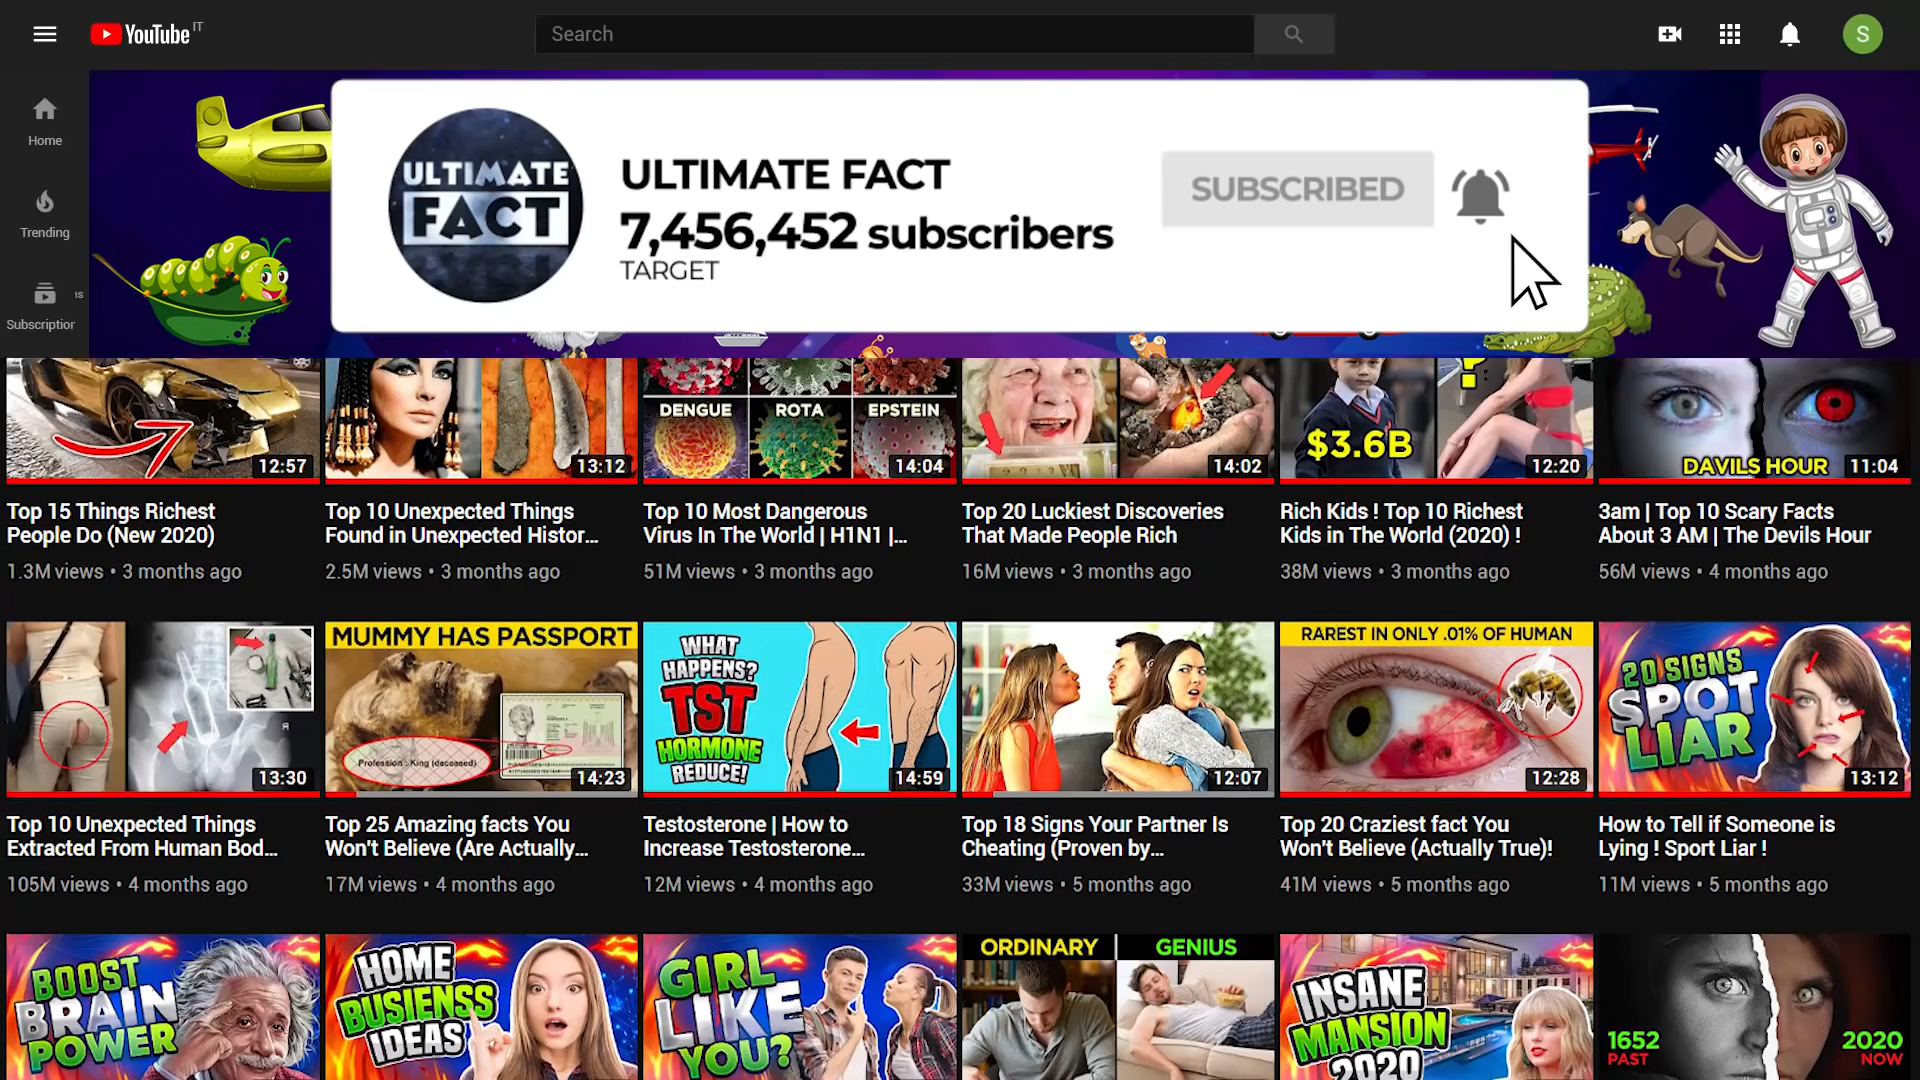 YouTube IT
Search
S
Home
Trending
Subscription
ns
ULTIMATE
FACT
ULTIMATE FACT
7,456,452 subscribers
TARGET
SUBSCRIBED
12:57
13:12
DENGUE
ROTA
EPSTEIN
14:04
14:02
$3.6B
12:20
DAVILS HOUR
11:04
Top 15 Things Richest
People Do (New 2020)
1.3M views • 3 months ago
Top 10 Unexpected Things
Found in Unexpected Histor...
2.5M views • 3 months ago
Top 10 Most Dangerous
Virus In The World | H1N1 |...
51M views • 3 months ago
Top 20 Luckiest Discoveries
That Made People Rich
16M views • 3 months ago
Rich Kids ! Top 10 Richest
Kids in The World (2020) !
38M views • 3 months ago
3am | Top 10 Scary Facts
About 3 AM | The Devils Hour
56M views • 4 months ago
13:30
MUMMY HAS PASSPORT
Profession : King (deceased)
14:23
WHAT
HAPPENS?
TST
HORMONE
REDUCE!
14:59
12:07
RAREST IN ONLY .01% OF HUMAN
12:28
20 SIGNS
SPOT
LIAR
13:12
Top 10 Unexpected Things
Extracted From Human Bod...
105M views • 4 months ago
Top 25 Amazing facts You
Won't Believe (Are Actually...
17M views • 4 months ago
Testosterone | How to
Increase Testosterone...
12M views • 4 months ago
Top 18 Signs Your Partner Is
Cheating (Proven by...
33M views • 5 months ago
Top 20 Craziest fact You
Won't Believe (Actually True)!
41M views • 5 months ago
How to Tell if Someone is
Lying ! Sport Liar !
11M views • 5 months ago
BOOST
BRAIN
POWER
HOME
BUSIENSS
IDEAS
GIRL
LIKE
YOU?
ORDINARY
GENIUS
INSANE
MANSION
2020
1652
PAST
2020
NOW